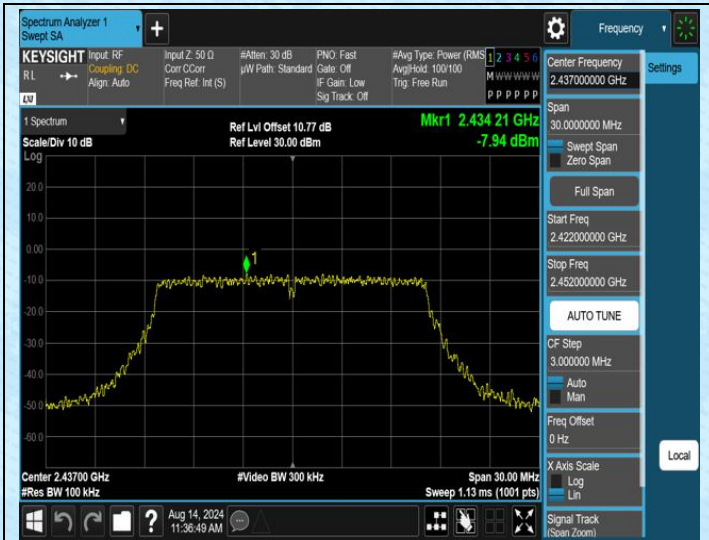 Spectrum Analyzer 1
Swept SA
Frequency
KEYSIGHT
RL
Input: RF
Coupling: DC
Align: Auto
Input Z: 50 Ω
Corr CCorr
Freq Ref: Int (S)
#Atten: 30 dB
µW Path: Standard
PNO: Fast
Gate: Off
IF Gain: Low
Sig Track: Off
#Avg Type: Power (RMS
Avg|Hold: 100/100
Trig: Free Run
1 2 3 4 5 6
M W W W W W
P P P P P P
LXI
1 Spectrum
Scale/Div 10 dB
Ref Lvl Offset 10.77 dB
Ref Level 30.00 dBm
Mkr1 2.434 21 GHz
-7.94 dBm
Log
20.0
10.0
0.00
-10.0
-20.0
-30.0
-40.0
-50.0
-60.0
1
Center 2.43700 GHz
#Res BW 100 kHz
#Video BW 300 kHz
Span 30.00 MHz
Sweep 1.13 ms (1001 pts)
?
Aug 14, 2024
11:36:49 AM
Center Frequency
2.437000000 GHz
Settings
Span
30.0000000 MHz
Swept Span
Zero Span
Full Span
Start Freq
2.422000000 GHz
Stop Freq
2.452000000 GHz
AUTO TUNE
CF Step
3.000000 MHz
Auto
Man
Freq Offset
0 Hz
X Axis Scale
Log
Lin
Local
Signal Track
(Span Zoom)